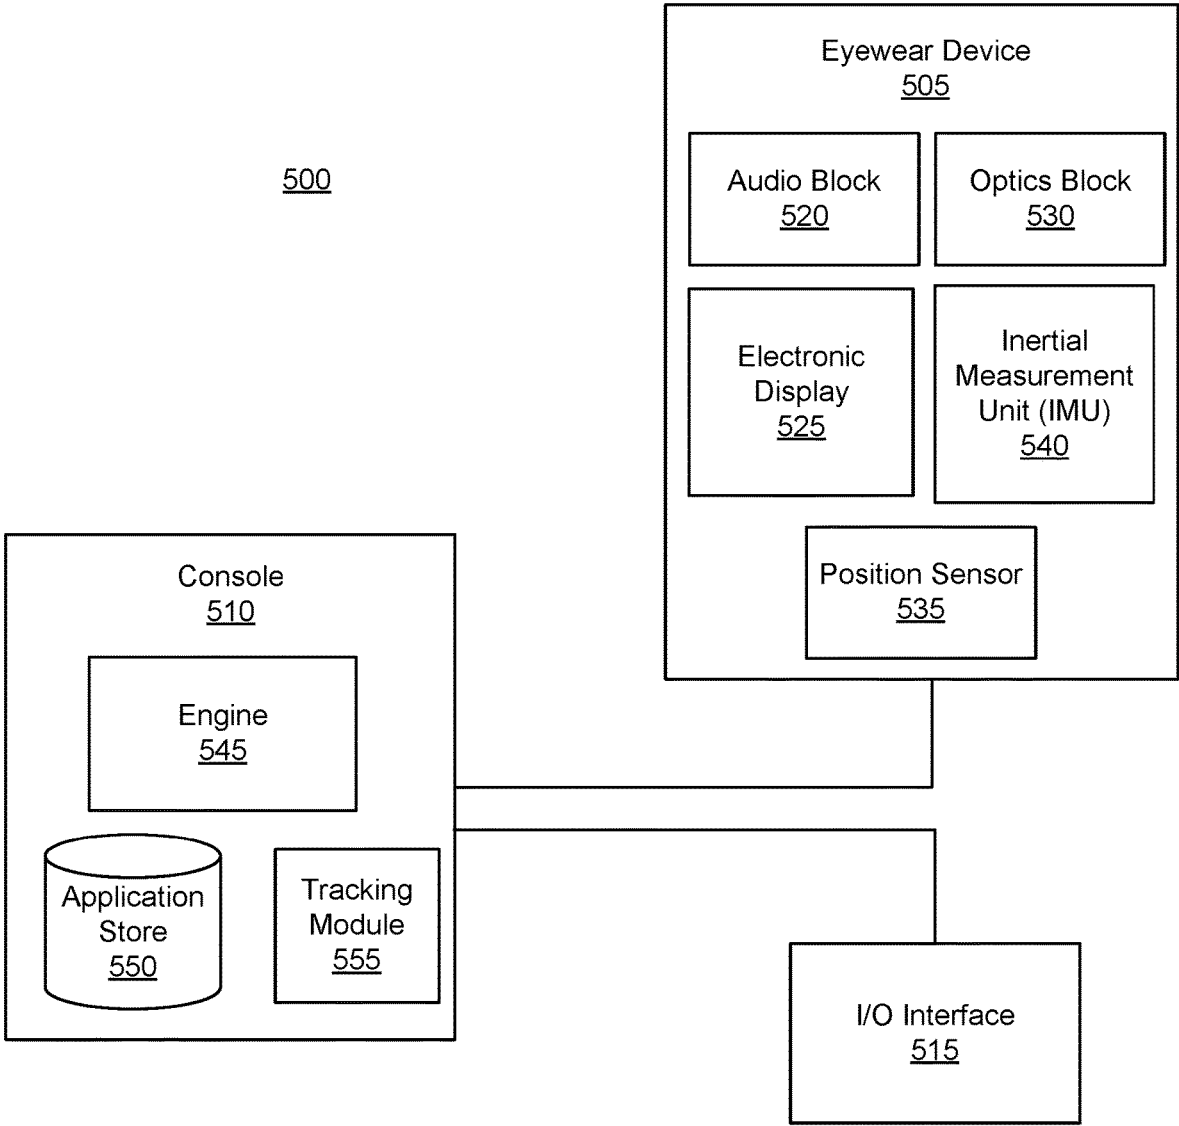 Eyewear Device
505
500
Audio Block
520
Optics Block
530
Electronic
Display
525
Inertial
Measurement
Unit (IMU)
540
Position Sensor
535
Console
510
Engine
545
Application
Store
550
Tracking
Module
555
I/O Interface
515